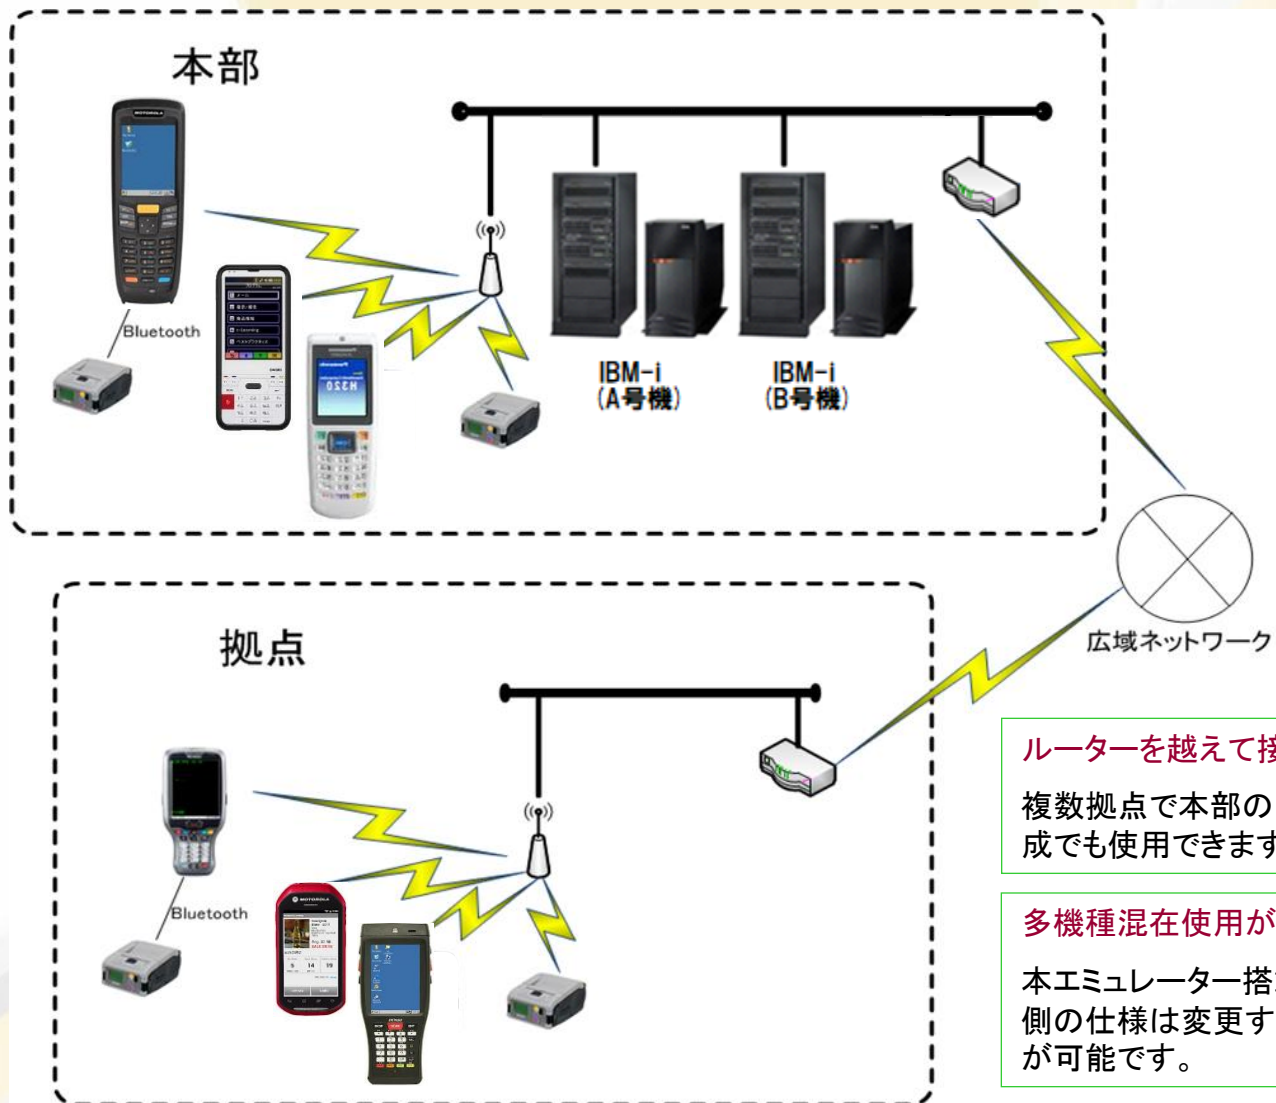 本部
MOTOROLA
Bluetooth
Panasonic
H320
IBM-i
(A号機)
IBM-i
(B号機)
広域ネットワーク
拠点
Bluetooth
MOTOROLA
ルーターを越えて接
複数拠点で本部の
成でも使用できます
多機種混在使用が
本エミュレーター搭
側の仕様は変更す
が可能です。